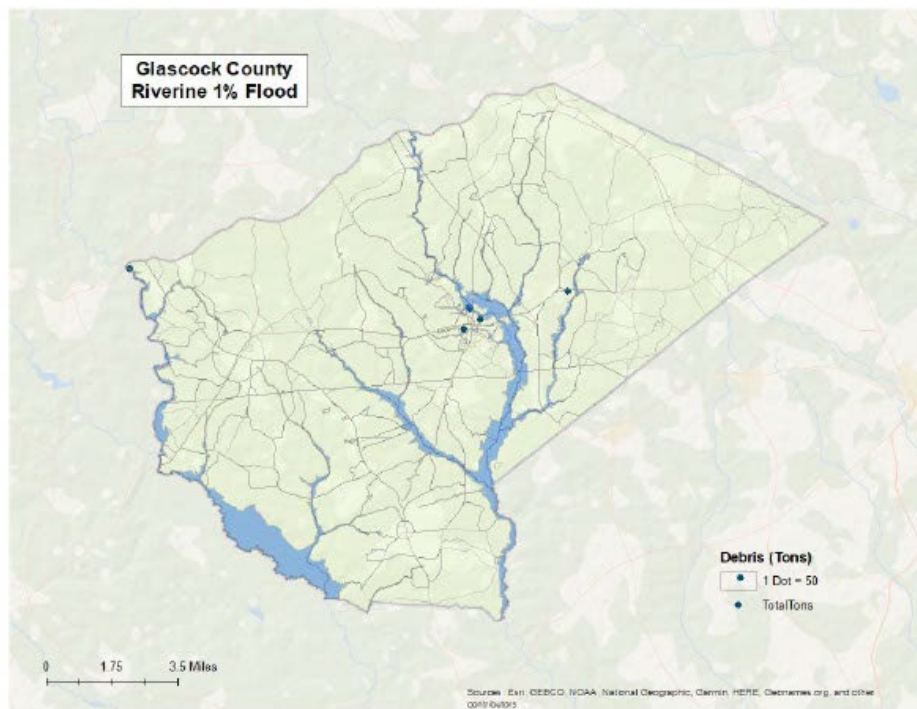 Glascock County
Riverine 1% Flood
Debris (Tons)
1 Dot = 50
TotalTons
0 1.75 3.5 Miles
Sources: Esri, GEBCO, NOAA, National Geographic, Garmin, HERE, Geonames.org, and other
contributors